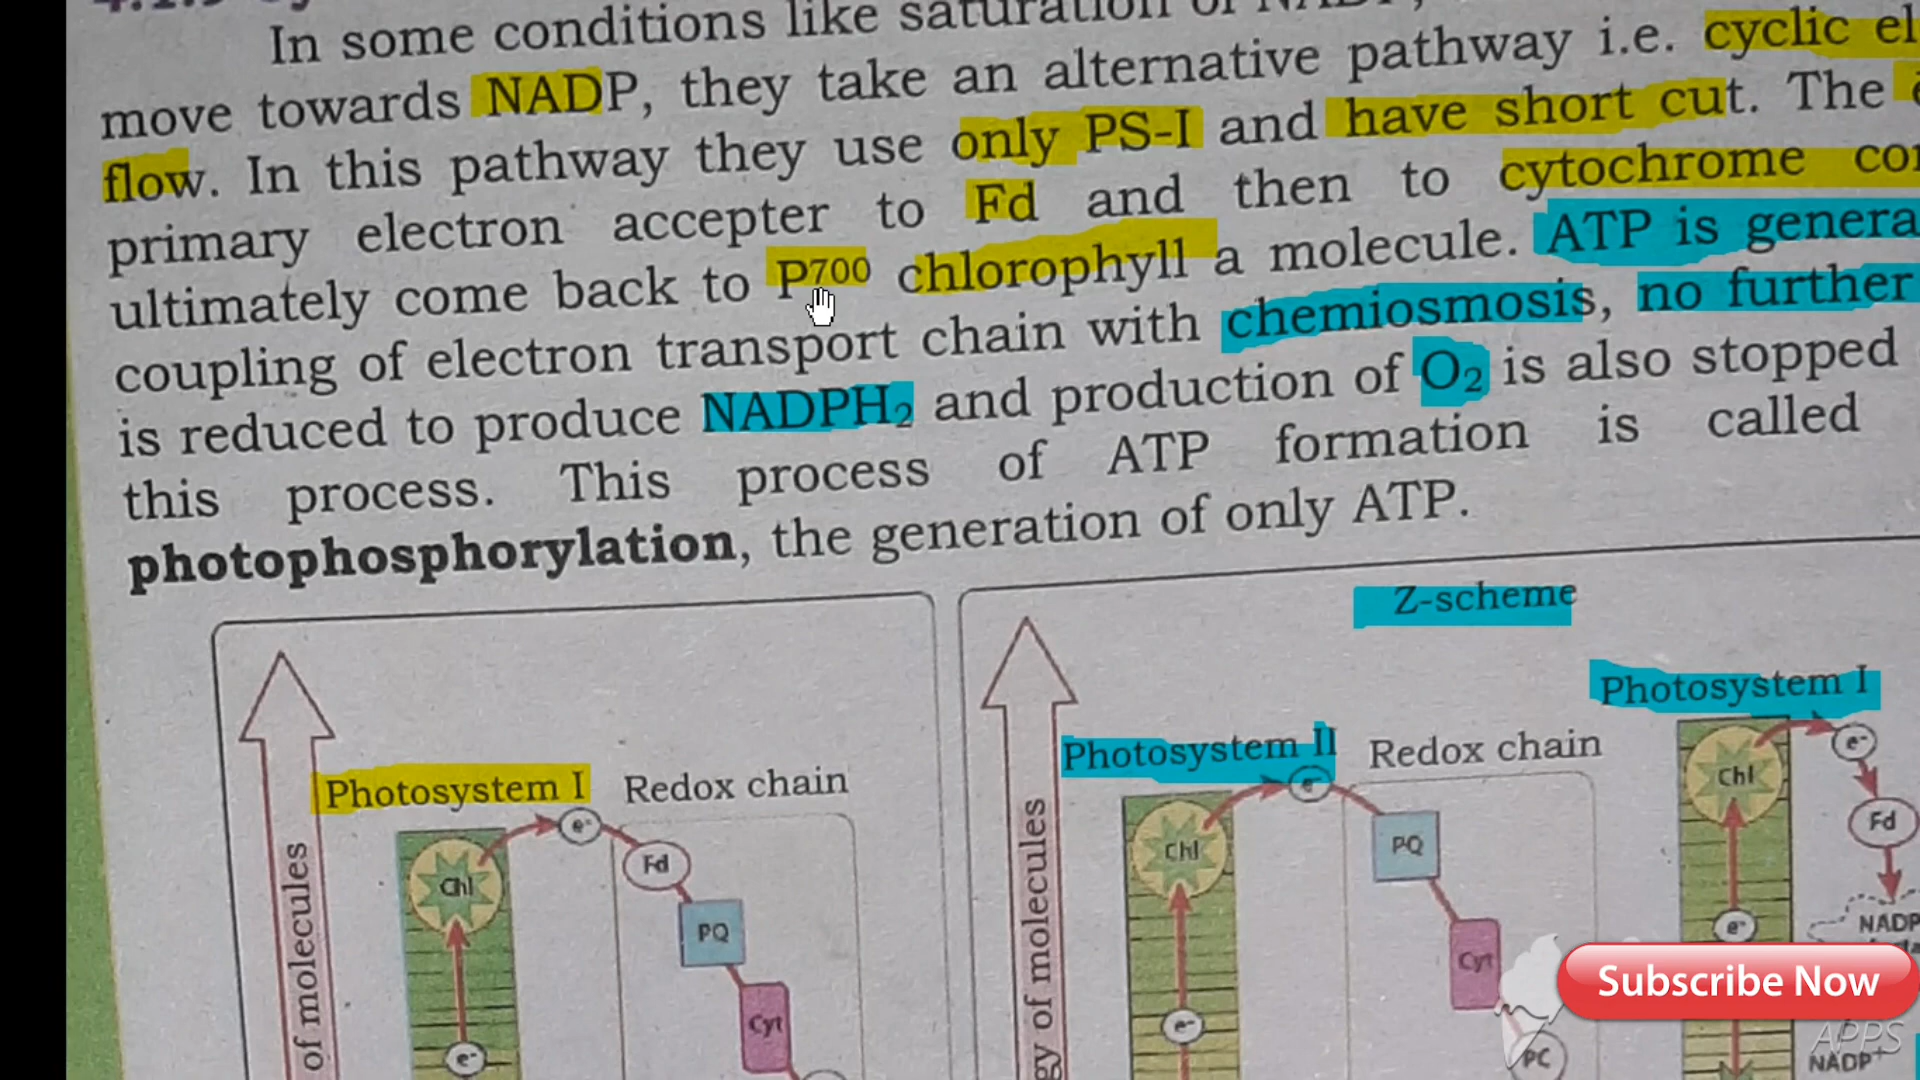 In some conditions like saturation of NADP,
move towards NADP, they take an alternative pathway i.e. cyclic el
flow. In this pathway they use only PS-I and have short cut. The
primary electron accepter to Fd and then to cytochrome
ultimately come back to P700 chlorophyll a molecule. ATP is genera
coupling of electron transport chain with chemiosmosis, no further
is reduced to produce NADPH₂ and production of O₂ is also stopped
this process. This process of ATP formation is called
photophosphorylation, the generation of only ATP.
Z-scheme
Photosystem I
Redox chain
Chl
e⁻
Fd
PQ
Cyt
e⁻
of molecules
Photosystem II
Redox chain
Photosystem I
Chl
e⁻
PQ
Cyt
PC
e⁻
gy of molecules
Chl
e⁻
Fd
e⁻
NADP
NADP⁺
Subscribe Now
APPS